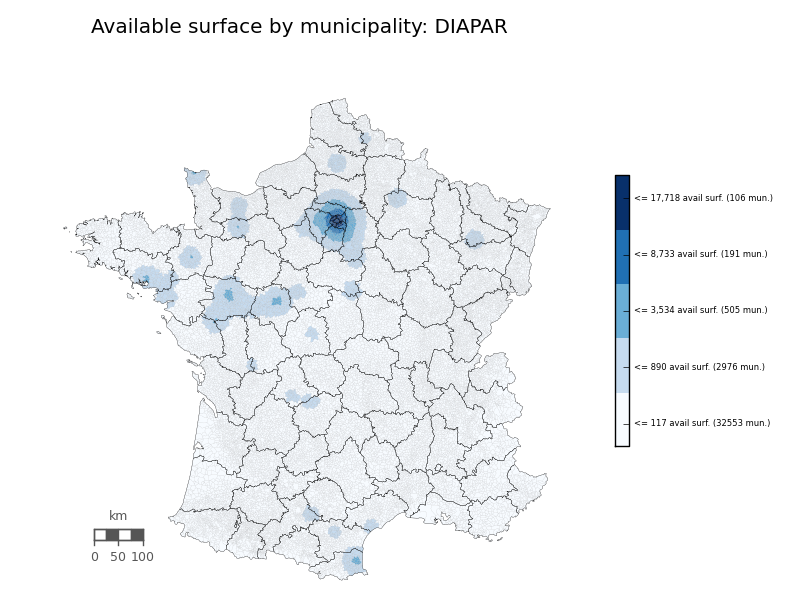 Available surface by municipality: DIAPAR
<= 17,718 avail surf. (106 mun.)
<= 8,733 avail surf. (191 mun.)
<= 3,534 avail surf. (505 mun.)
<= 890 avail surf. (2976 mun.)
<= 117 avail surf. (32553 mun.)
km
0 50 100